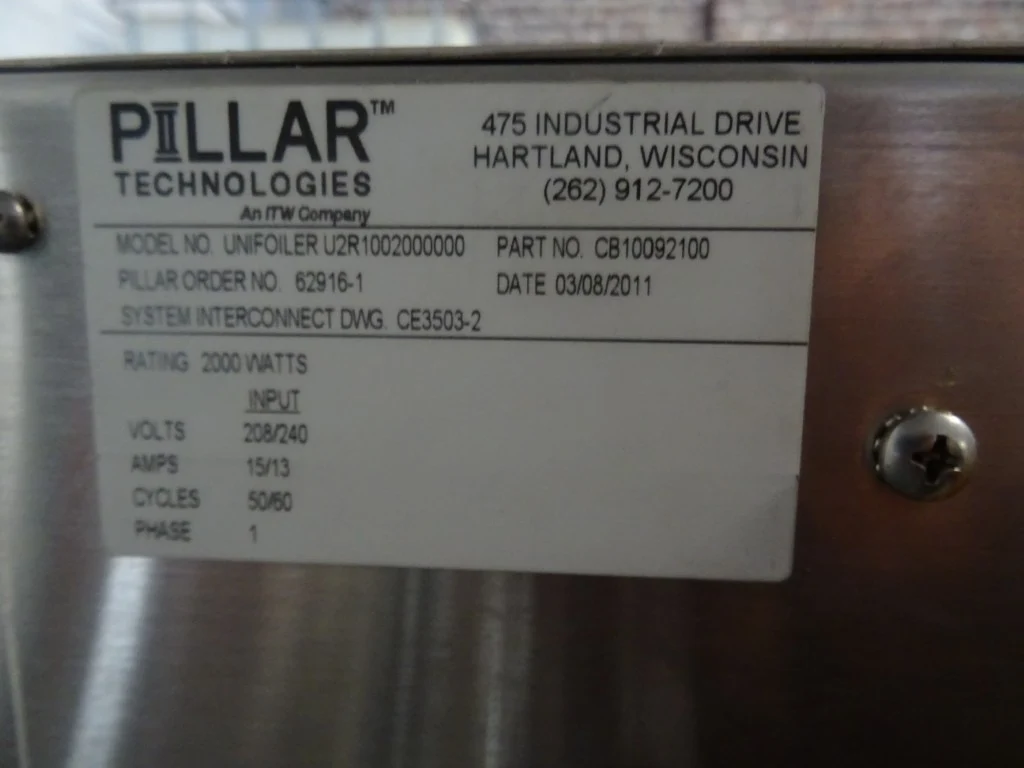 PILLAR™
TECHNOLOGIES
An ITW Company
475 INDUSTRIAL DRIVE
HARTLAND, WISCONSIN
(262) 912-7200
MODEL NO. UNIFOILER U2R1002000000 PART NO. CB10092100
PILLAR ORDER NO. 62916-1 DATE 03/08/2011
SYSTEM INTERCONNECT DWG. CE3503-2
RATING 2000 WATTS
INPUT
VOLTS 208/240
AMPS 15/13
CYCLES 50/60
PHASE 1